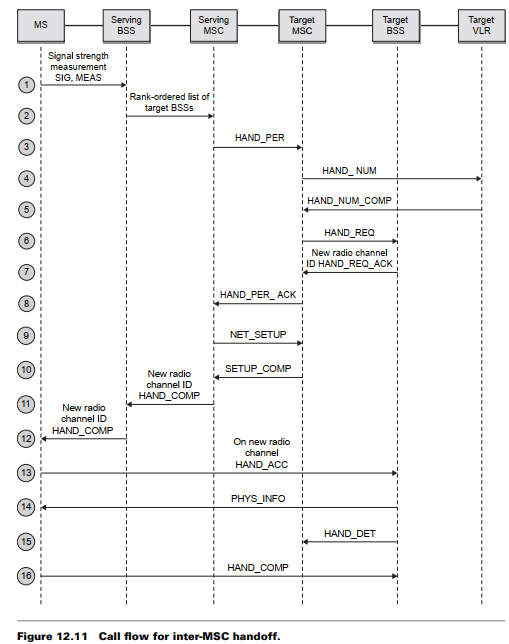 MS
Serving
BSS
Serving
MSC
Target
MSC
Target
BSS
Target
VLR
Signal strength
measurement
SIG, MEAS
1
Rank-ordered list of
target BSSs
2
HAND_PER
3
HAND_ NUM
4
HAND_NUM_COMP
5
HAND_REQ
6
New radio channel
ID HAND_REQ_ACK
7
HAND_PER_ ACK
8
NET_SETUP
9
SETUP_COMP
10
New radio
channel ID
HAND_COMP
11
New radio
channel ID
HAND_COMP
12
On new radio
channel
HAND_ACC
13
PHYS_INFO
14
HAND_DET
15
HAND_COMP
16
Figure 12.11 Call flow for inter-MSC handoff.